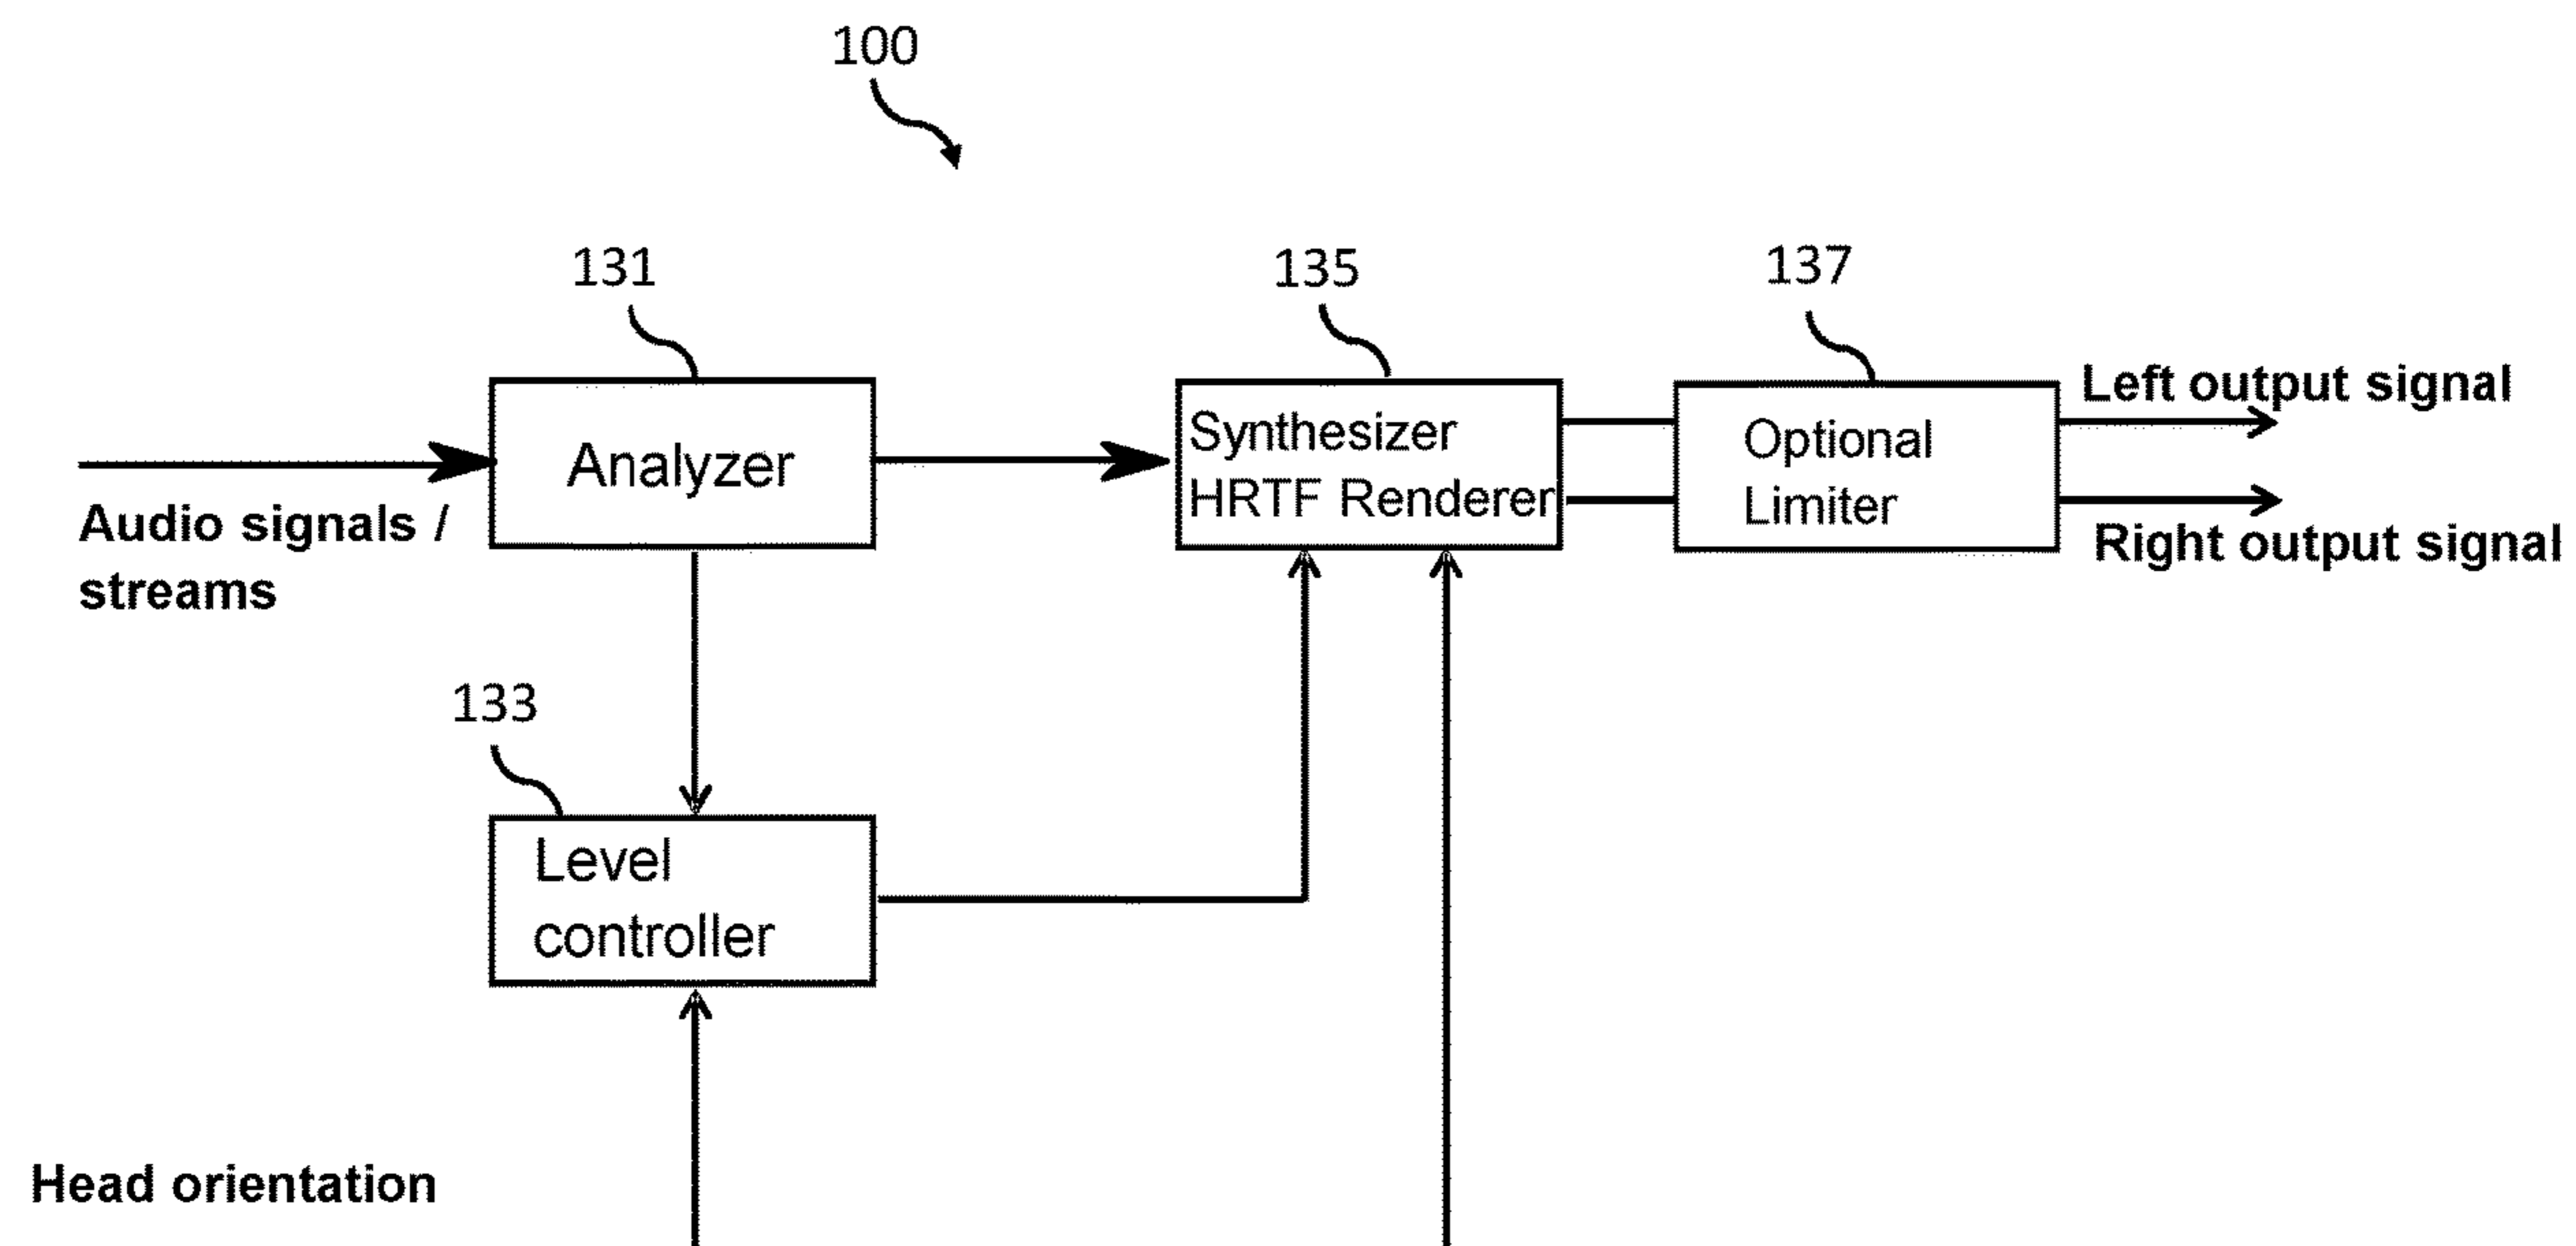 100
131
135
137
Analyzer
Synthesizer
HRTF Renderer
Optional
Limiter
Left output signal
Right output signal
Audio signals /
streams
133
Level
controller
Head orientation